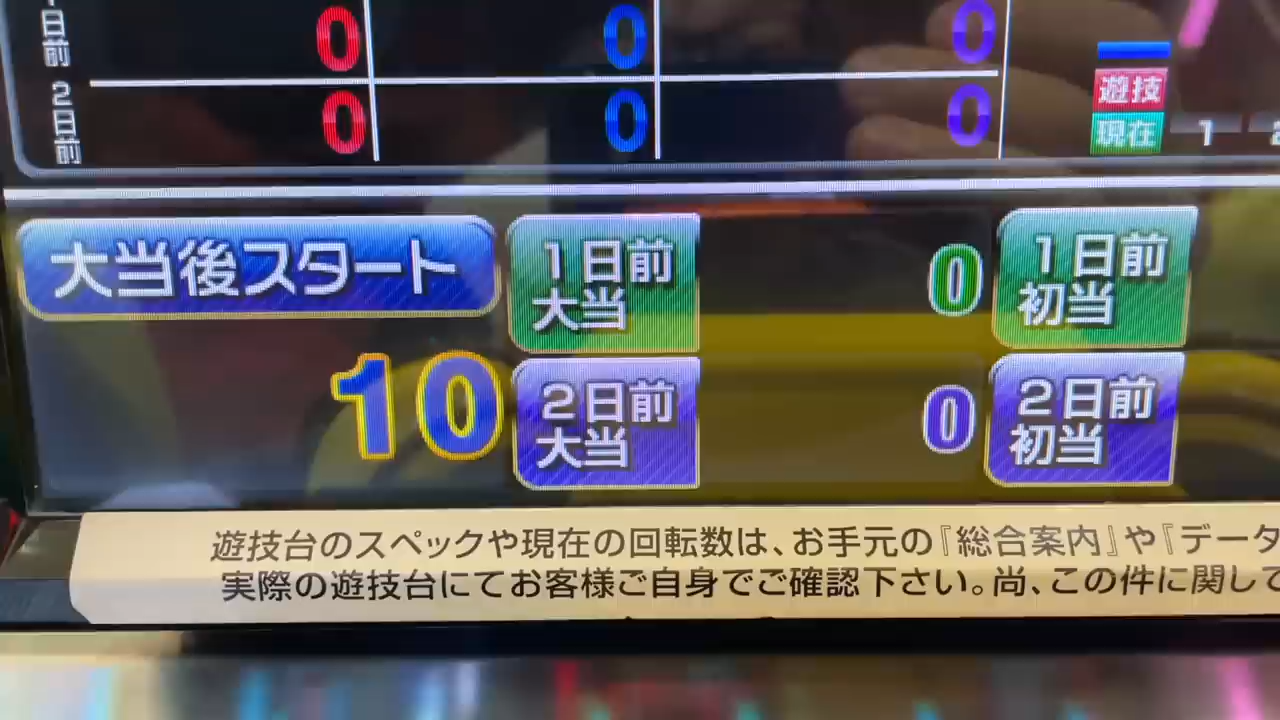 1日前 0 0 0
2日前 0 0 0
遊技
現在 1 2
大当後スタート
10
1日前
大当
0
1日前
初当
2日前
大当
0
2日前
初当
遊技台のスペックや現在の回転数は、お手元の『総合案内』や『データ
実際の遊技台にてお客様ご自身でご確認下さい。尚、この件に関して